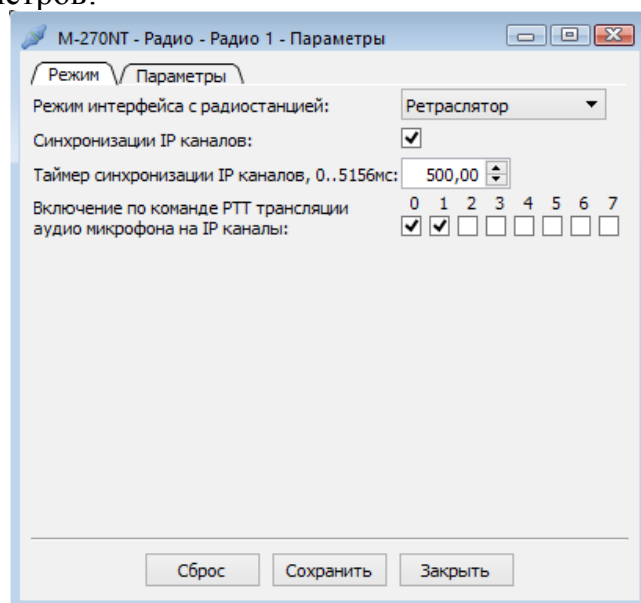 M-270NT - Радио - Радио 1 - Параметры
Режим Параметры
Режим интерфейса с радиостанцией: Ретраслятор
Синхронизации IP каналов:
Таймер синхронизации IP каналов, 0..5156мс: 500,00
0 1 2 3 4 5 6 7
Включение по команде PTT трансляции
аудио микрофона на IP каналы:
Сброс Сохранить Закрыть